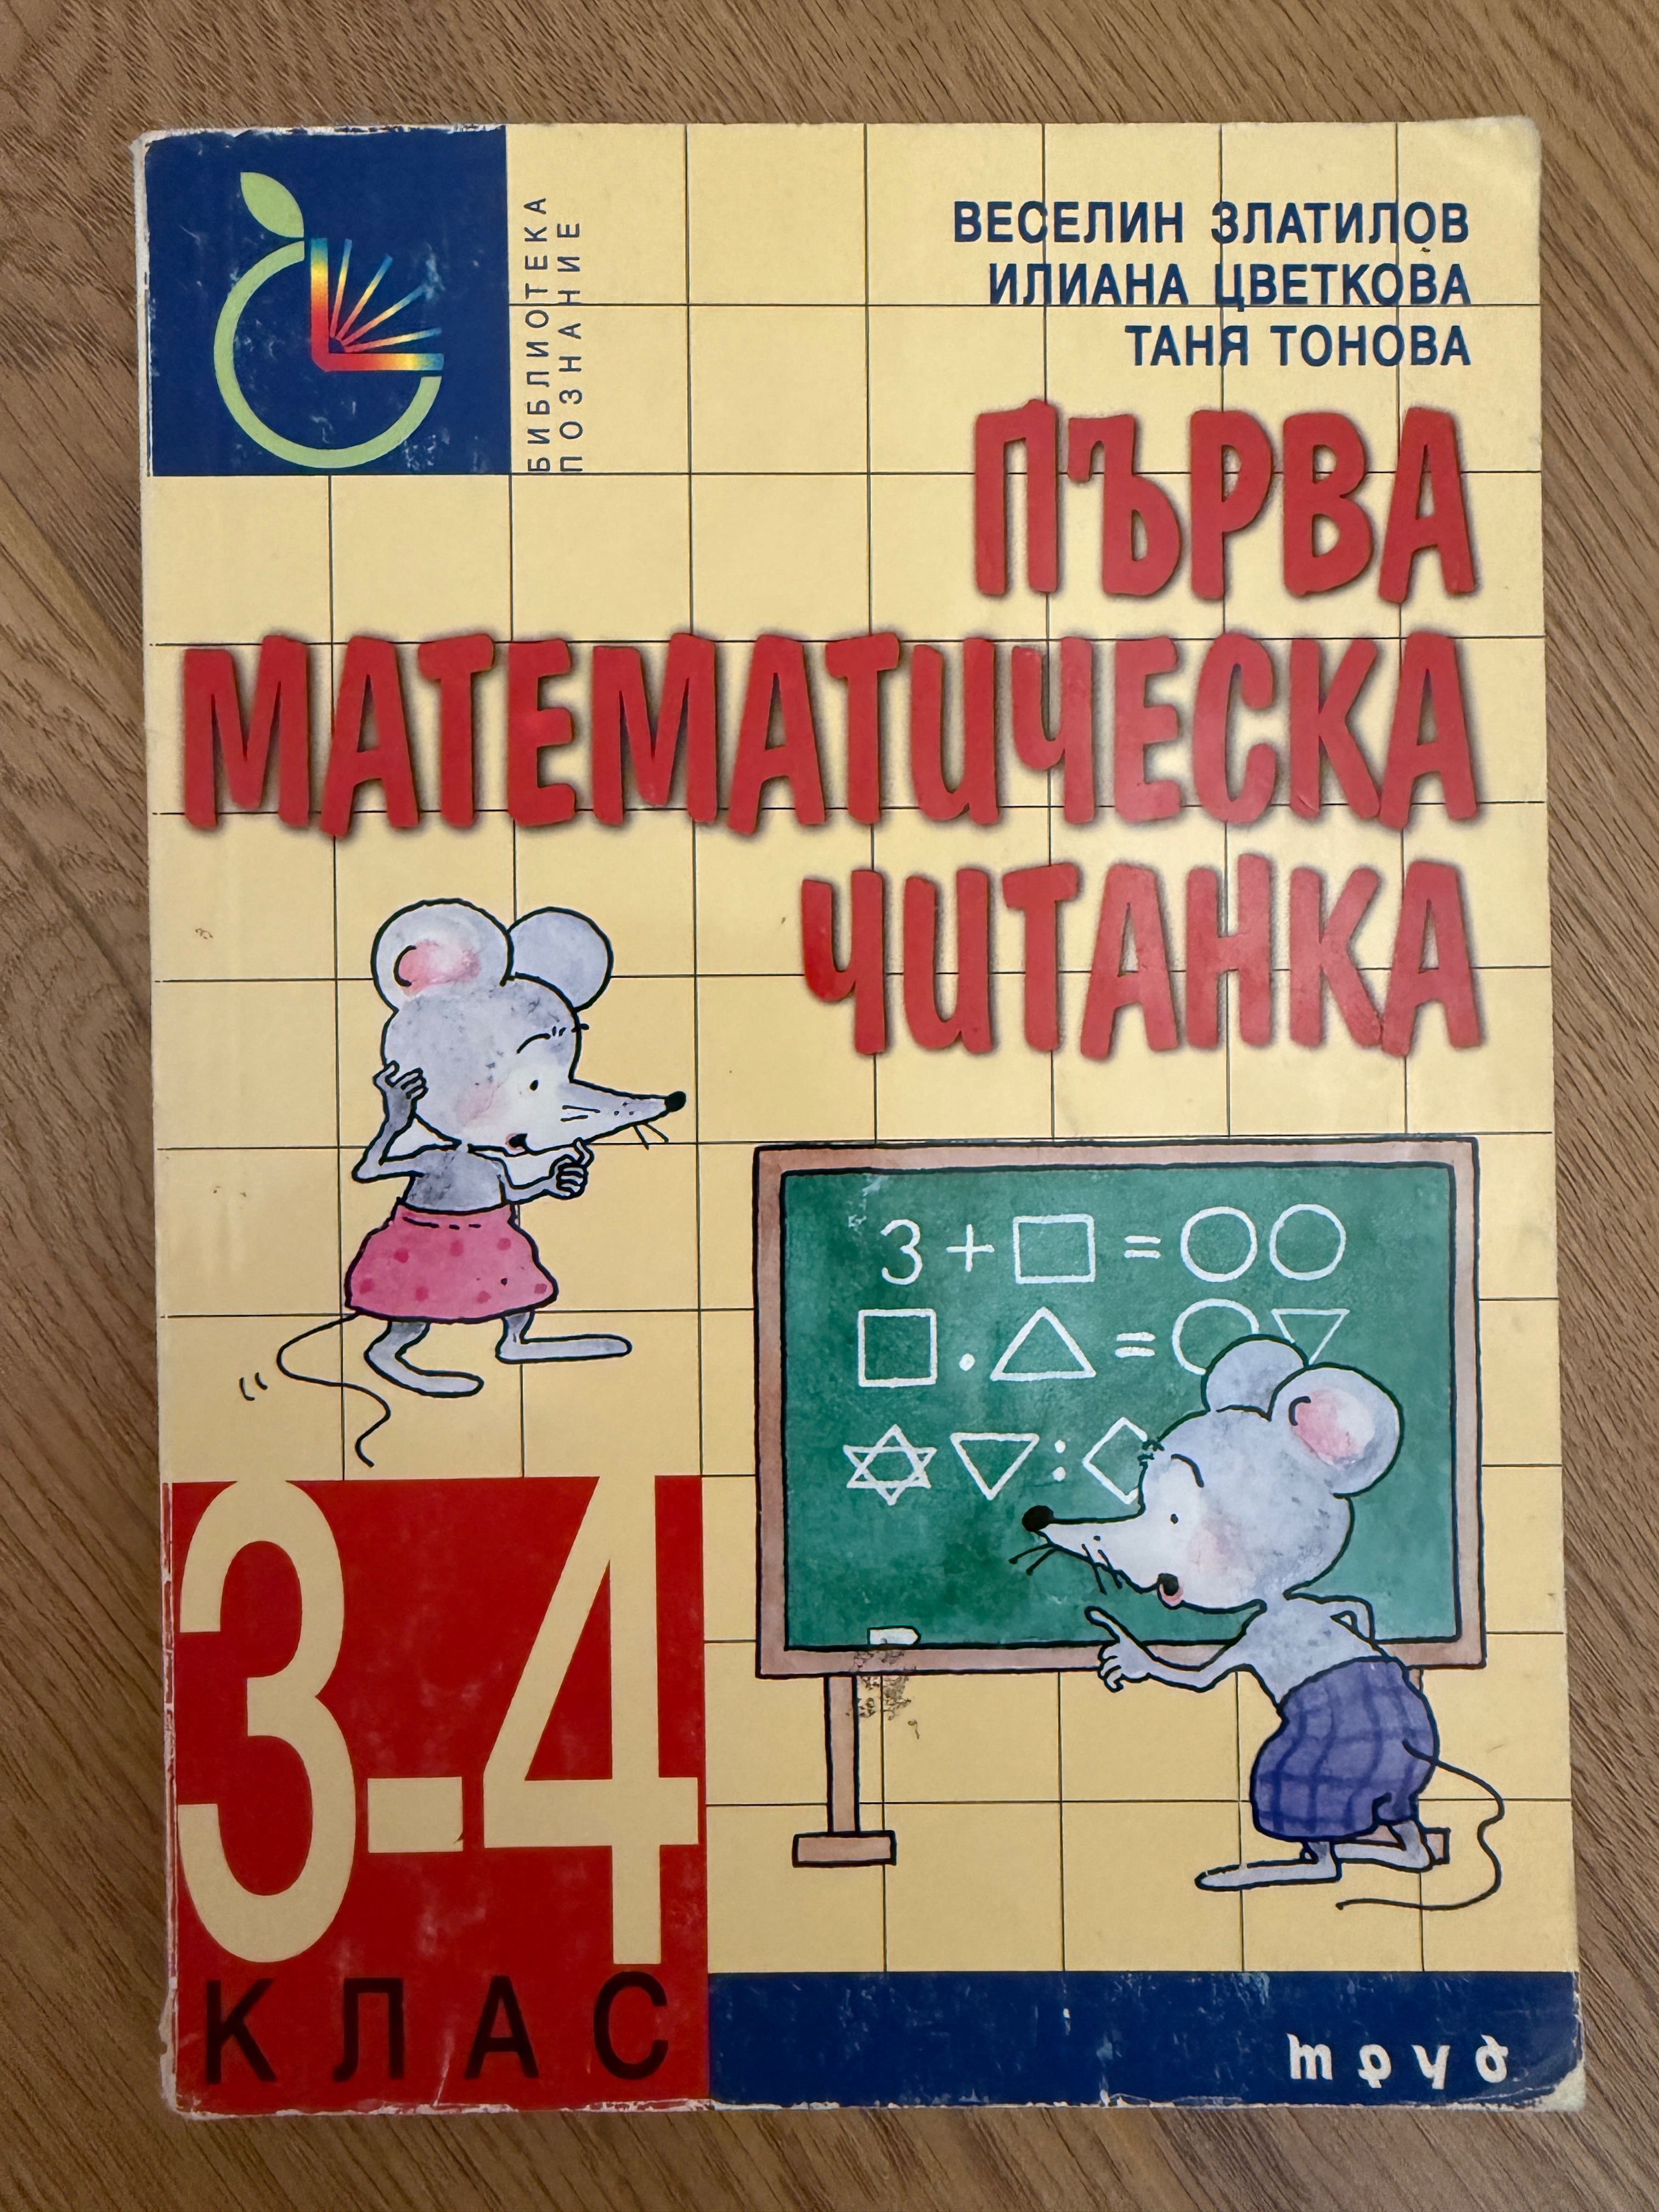 БИБЛИОТЕКА
ПОЗНАНИЕ
ВЕСЕЛИН ЗЛАТИЛОВ
ИЛИАНА ЦВЕТКОВА
ТАНЯ ТОНОВА
ПЪРВА
МАТЕМАТИЧЕСКА
ЧИТАНКА
3 + □ = ○○
□ . △ = ○▽
✡▽ : ◇
3-4
КЛАС
труд